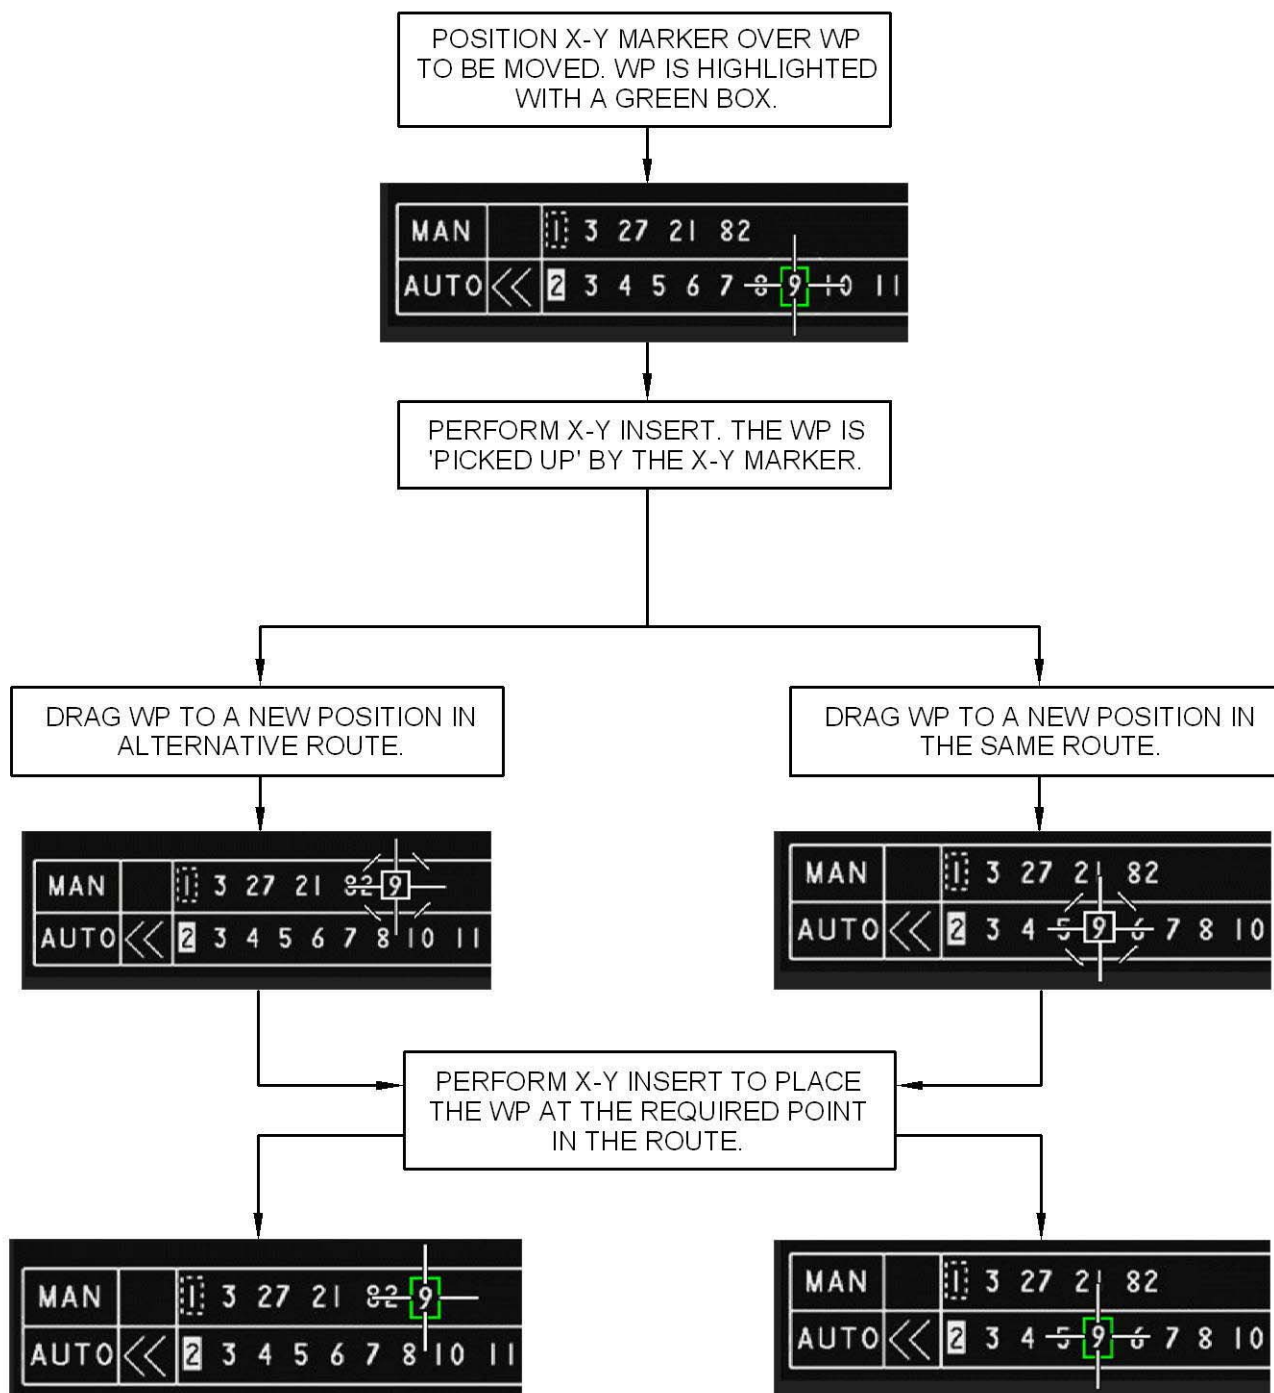 POSITION X-Y MARKER OVER WP
TO BE MOVED. WP IS HIGHLIGHTED
WITH A GREEN BOX.
MAN 1 3 27 21 82
AUTO << 2 3 4 5 6 7 8 9 10 11
PERFORM X-Y INSERT. THE WP IS
'PICKED UP' BY THE X-Y MARKER.
DRAG WP TO A NEW POSITION IN
ALTERNATIVE ROUTE.
DRAG WP TO A NEW POSITION IN
THE SAME ROUTE.
MAN 1 3 27 21 82 9
AUTO << 2 3 4 5 6 7 8 10 11
MAN 1 3 27 21 82
AUTO << 2 3 4 5 9 6 7 8 10
PERFORM X-Y INSERT TO PLACE
THE WP AT THE REQUIRED POINT
IN THE ROUTE.
MAN 1 3 27 21 82 9
AUTO << 2 3 4 5 6 7 8 10 11
MAN 1 3 27 21 82
AUTO << 2 3 4 5 9 6 7 8 10